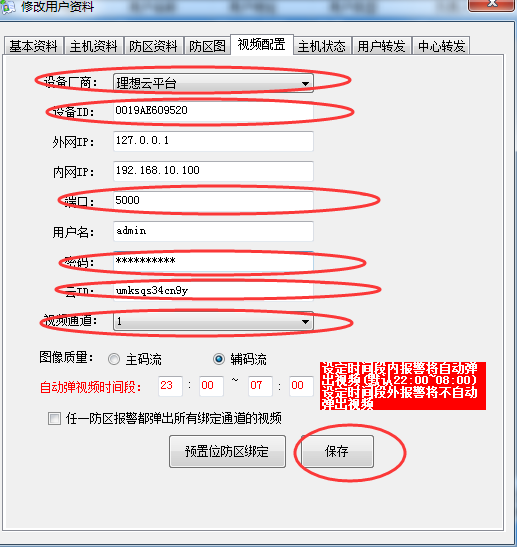 修改用户资料
基本资料 主机资料 防区资料 防区图 视频配置 主机状态 用户转发 中心转发
设备厂商: 理想云平台
设备ID: 0019AE609520
外网IP: 127.0.0.1
内网IP: 192.168.10.100
端口: 5000
用户名: admin
密码: **********
云ID: umksqs34cn9y
视频通道: 1
图像质量: 主码流 辅码流
自动弹视频时间段: 23 : 00 ~ 07 : 00
设定时间段内报警将自动弹
出视频(默认22:00~08:00)
设定时间段外报警将不自动
弹出视频
任一防区报警都弹出所有绑定通道的视频
预置位防区绑定 保存